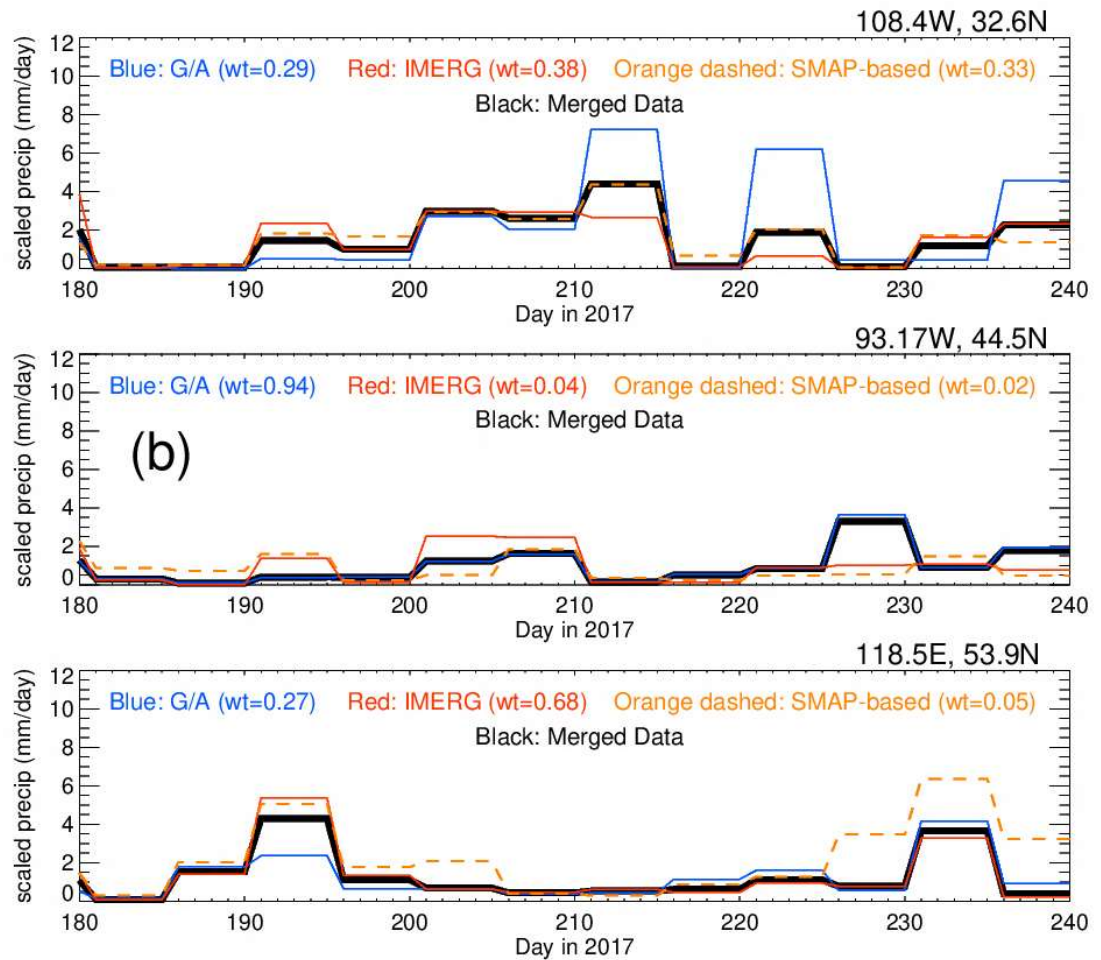 108.4W, 32.6N
12
Blue: G/A (wt=0.29) Red: IMERG (wt=0.38) Orange dashed: SMAP-based (wt=0.33)
10
Black: Merged Data
8
6
4
2
0
scaled precip (mm/day)
180 190 200 210 220 230 240
Day in 2017
93.17W, 44.5N
12
Blue: G/A (wt=0.94) Red: IMERG (wt=0.04) Orange dashed: SMAP-based (wt=0.02)
10
Black: Merged Data
8
(b)
6
4
2
0
scaled precip (mm/day)
180 190 200 210 220 230 240
Day in 2017
118.5E, 53.9N
12
Blue: G/A (wt=0.27) Red: IMERG (wt=0.68) Orange dashed: SMAP-based (wt=0.05)
10
Black: Merged Data
8
6
4
2
0
scaled precip (mm/day)
180 190 200 210 220 230 240
Day in 2017